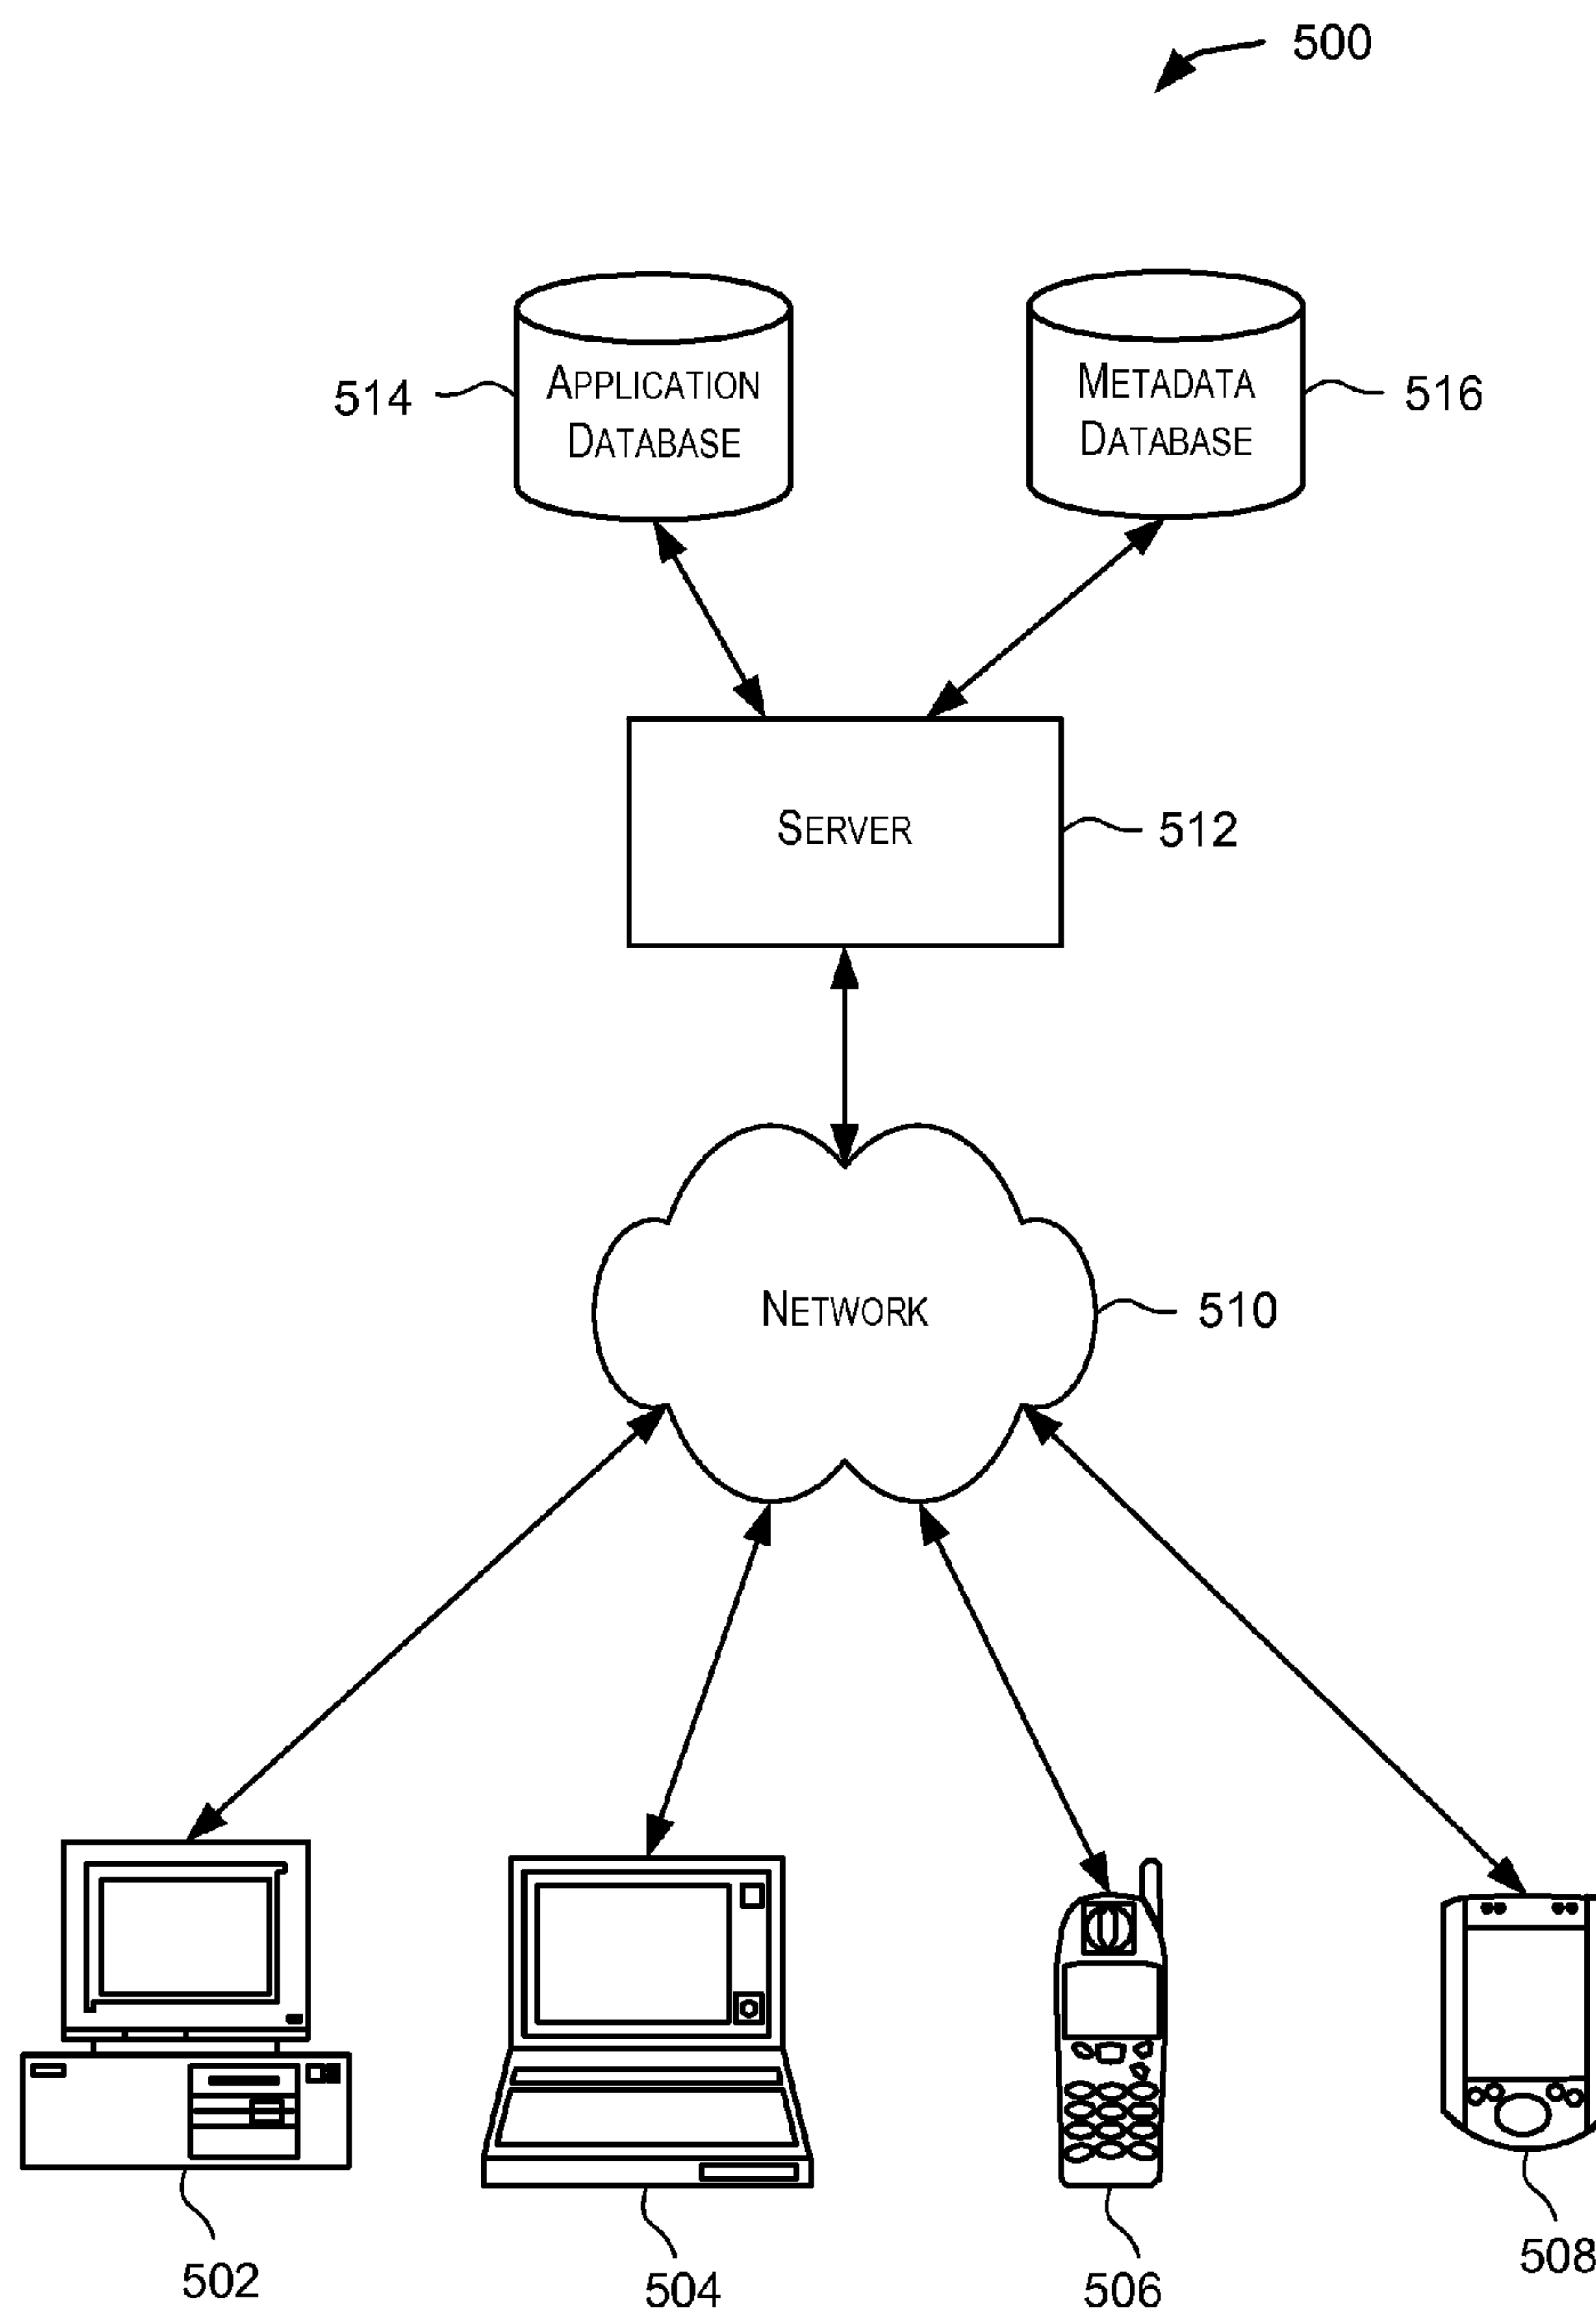 500
514
APPLICATION
DATABASE
METADATA
DATABASE
516
SERVER
512
NETWORK
510
502
504
506
508